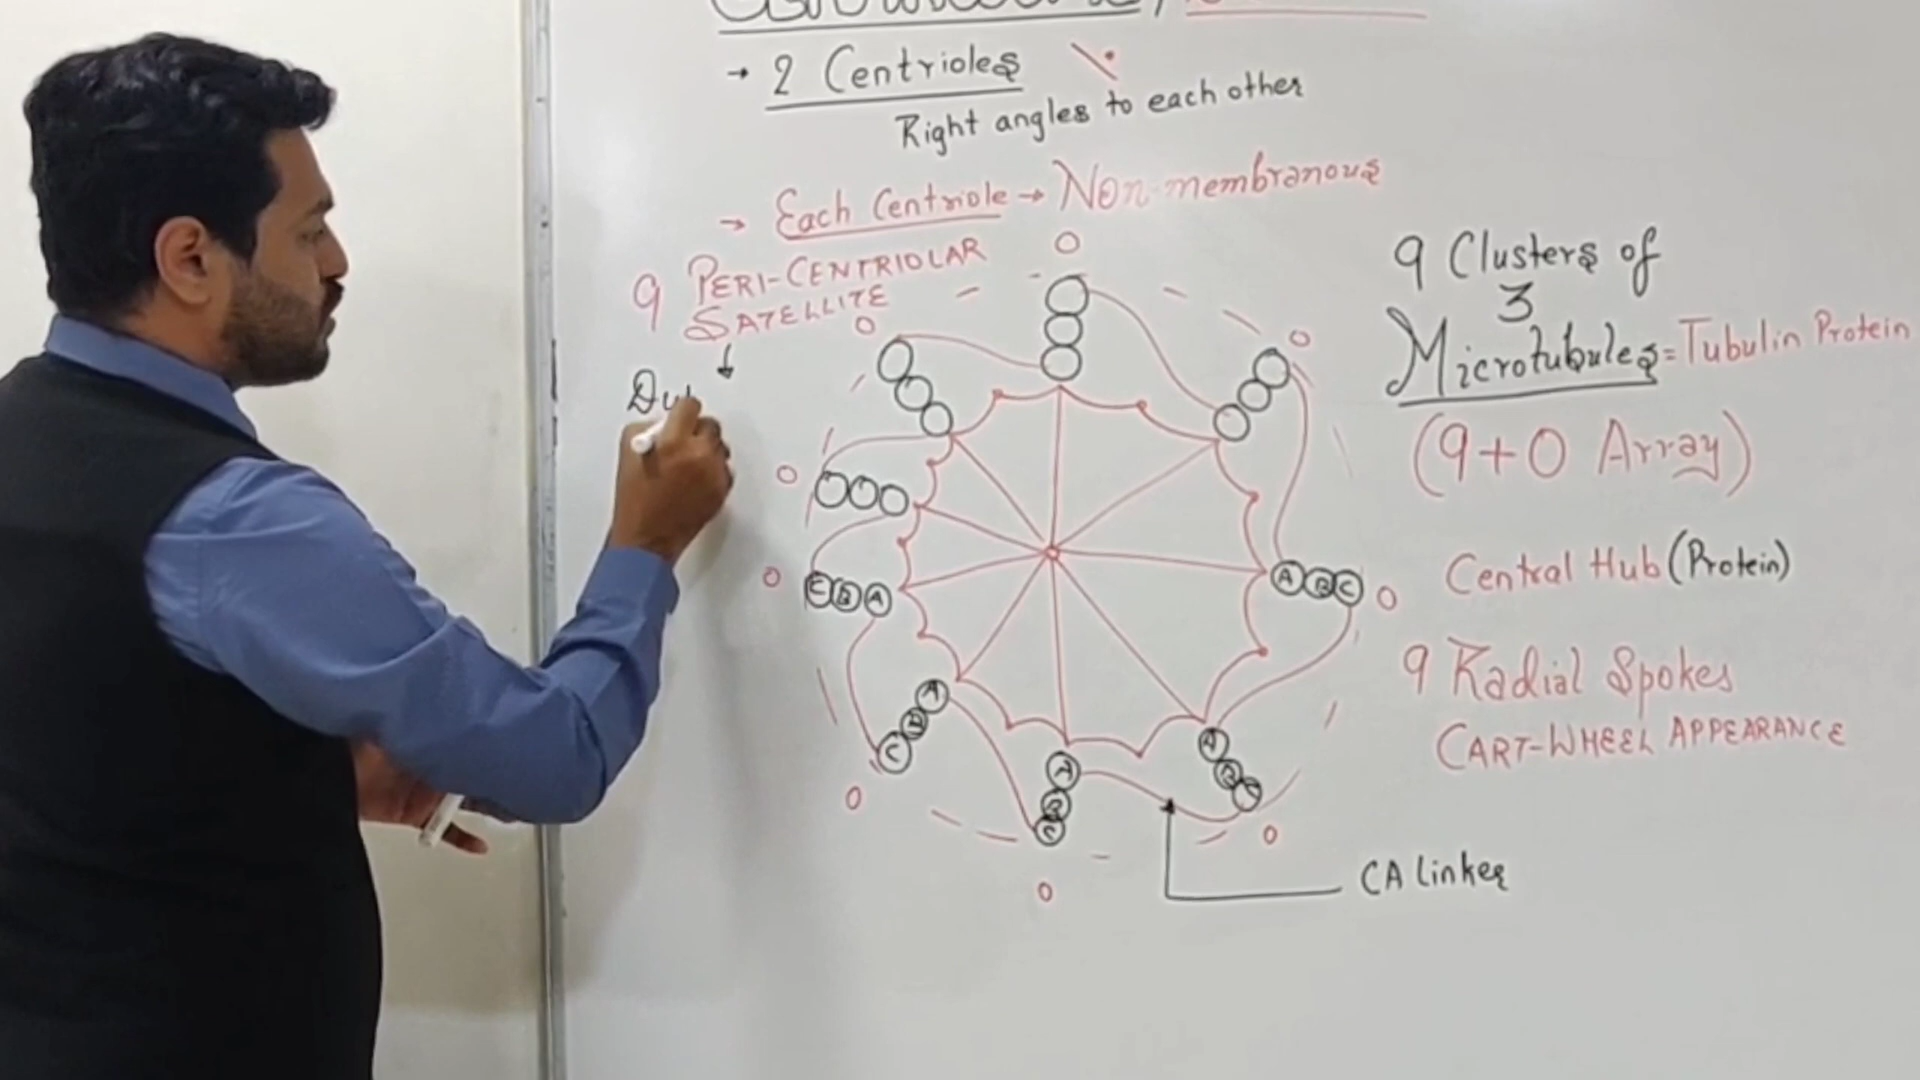 → 2 Centrioles
Right angles to each other
→ Each Centriole → Non-membranous
9 PERI-CENTRIOLAR
SATELLITE
Du
9 Clusters of
3
Microtubules = Tubulin Protein
(9+0 Array)
Central Hub (Protein)
9 Radial Spokes
CART-WHEEL APPEARANCE
A B C
C B A
A
B
C
A
B
C
A
B
CA linker